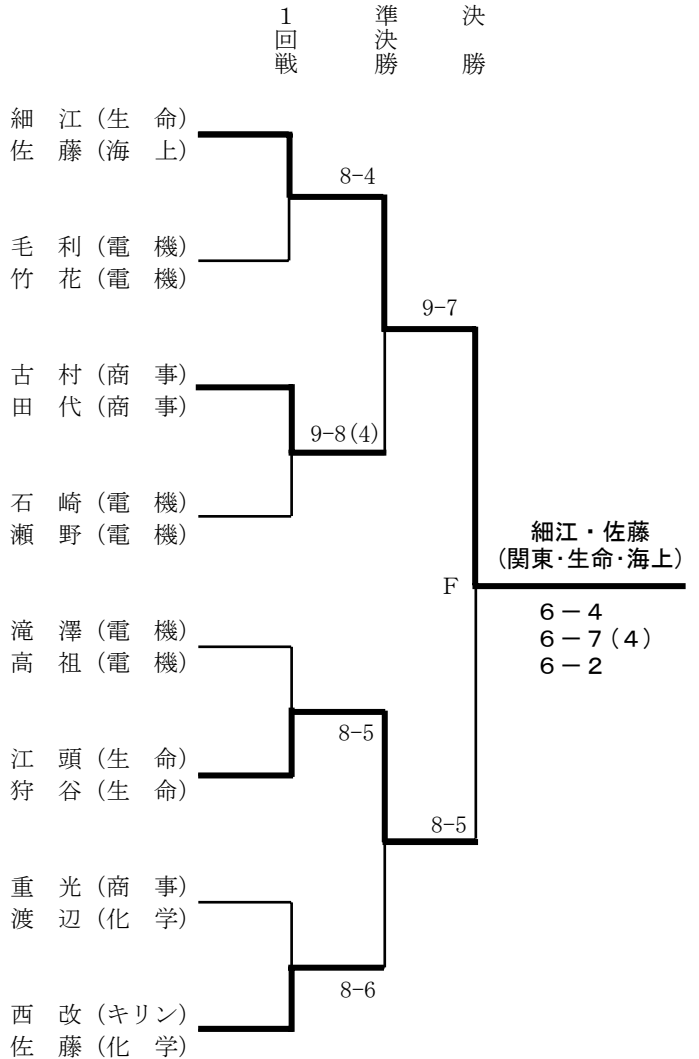 1回戦
準決勝
決 勝
細 江 (生 命)
佐 藤 (海 上)
8-4
毛 利 (電 機)
竹 花 (電 機)
9-7
古 村 (商 事)
田 代 (商 事)
9-8(4)
石 崎 (電 機)
瀬 野 (電 機)
細江・佐藤
(関東・生命・海上)
F
6-4
6-7(4)
6-2
滝 澤 (電 機)
高 祖 (電 機)
8-5
江 頭 (生 命)
狩 谷 (生 命)
8-5
重 光 (商 事)
渡 辺 (化 学)
8-6
西 改 (キリン)
佐 藤 (化 学)